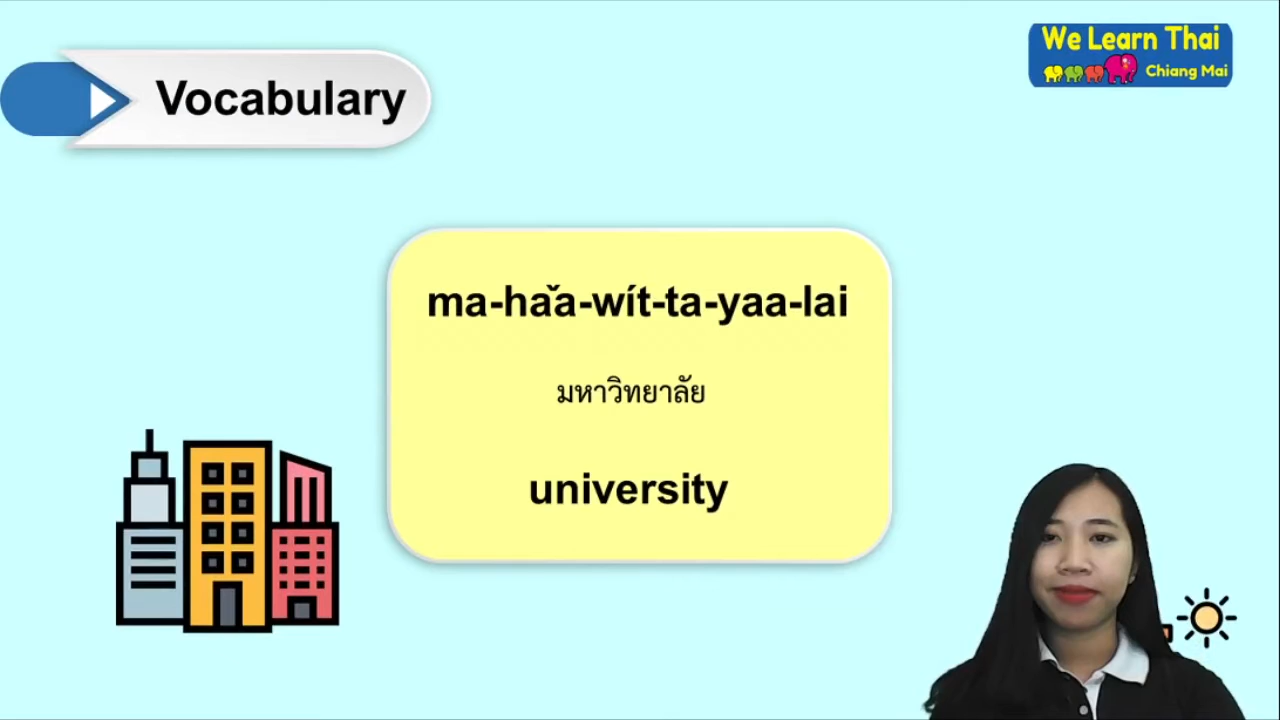 Vocabulary
We Learn Thai
Chiang Mai
ma-haǎa-wít-ta-yaa-lai
มหาวิทยาลัย
university